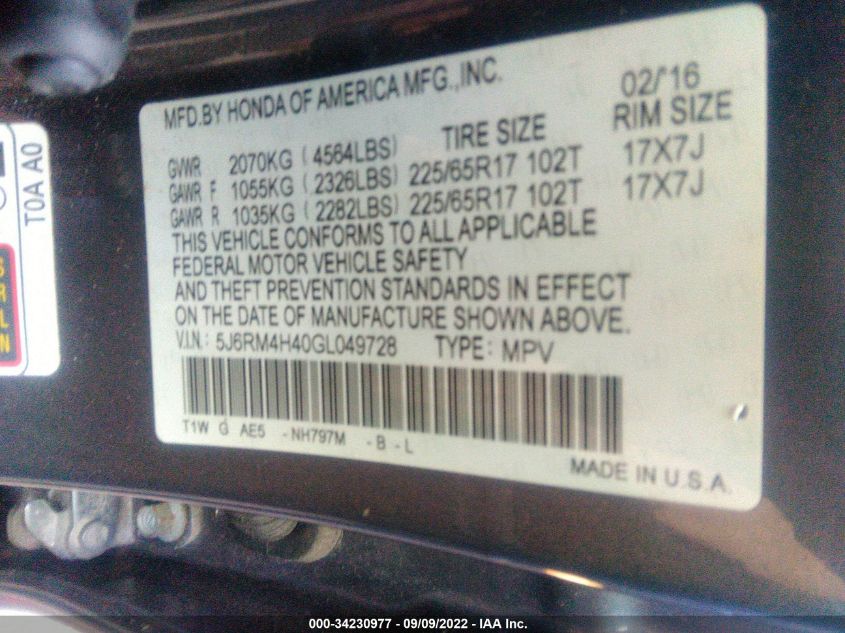 MFD.BY HONDA OF AMERICA MFG.,INC. 02/'16
TIRE SIZE RIM SIZE
GVWR 2070KG ( 4564LBS)
GAWR F 1055KG ( 2326LBS) 225/65R17 102T 17X7J
GAWR R 1035KG ( 2282LBS) 225/65R17 102T 17X7J
THIS VEHICLE CONFORMS TO ALL APPLICABLE
FEDERAL MOTOR VEHICLE SAFETY
AND THEFT PREVENTION STANDARDS IN EFFECT
ON THE DATE OF MANUFACTURE SHOWN ABOVE.
V.I.N.: 5J6RM4H40GL049728 TYPE: MPV
T1W G AE5 -NH797M -B -L
MADE IN U.S.A.
T0A A0
S
R
L
N
000-34230977 - 09/09/2022 - IAA Inc.